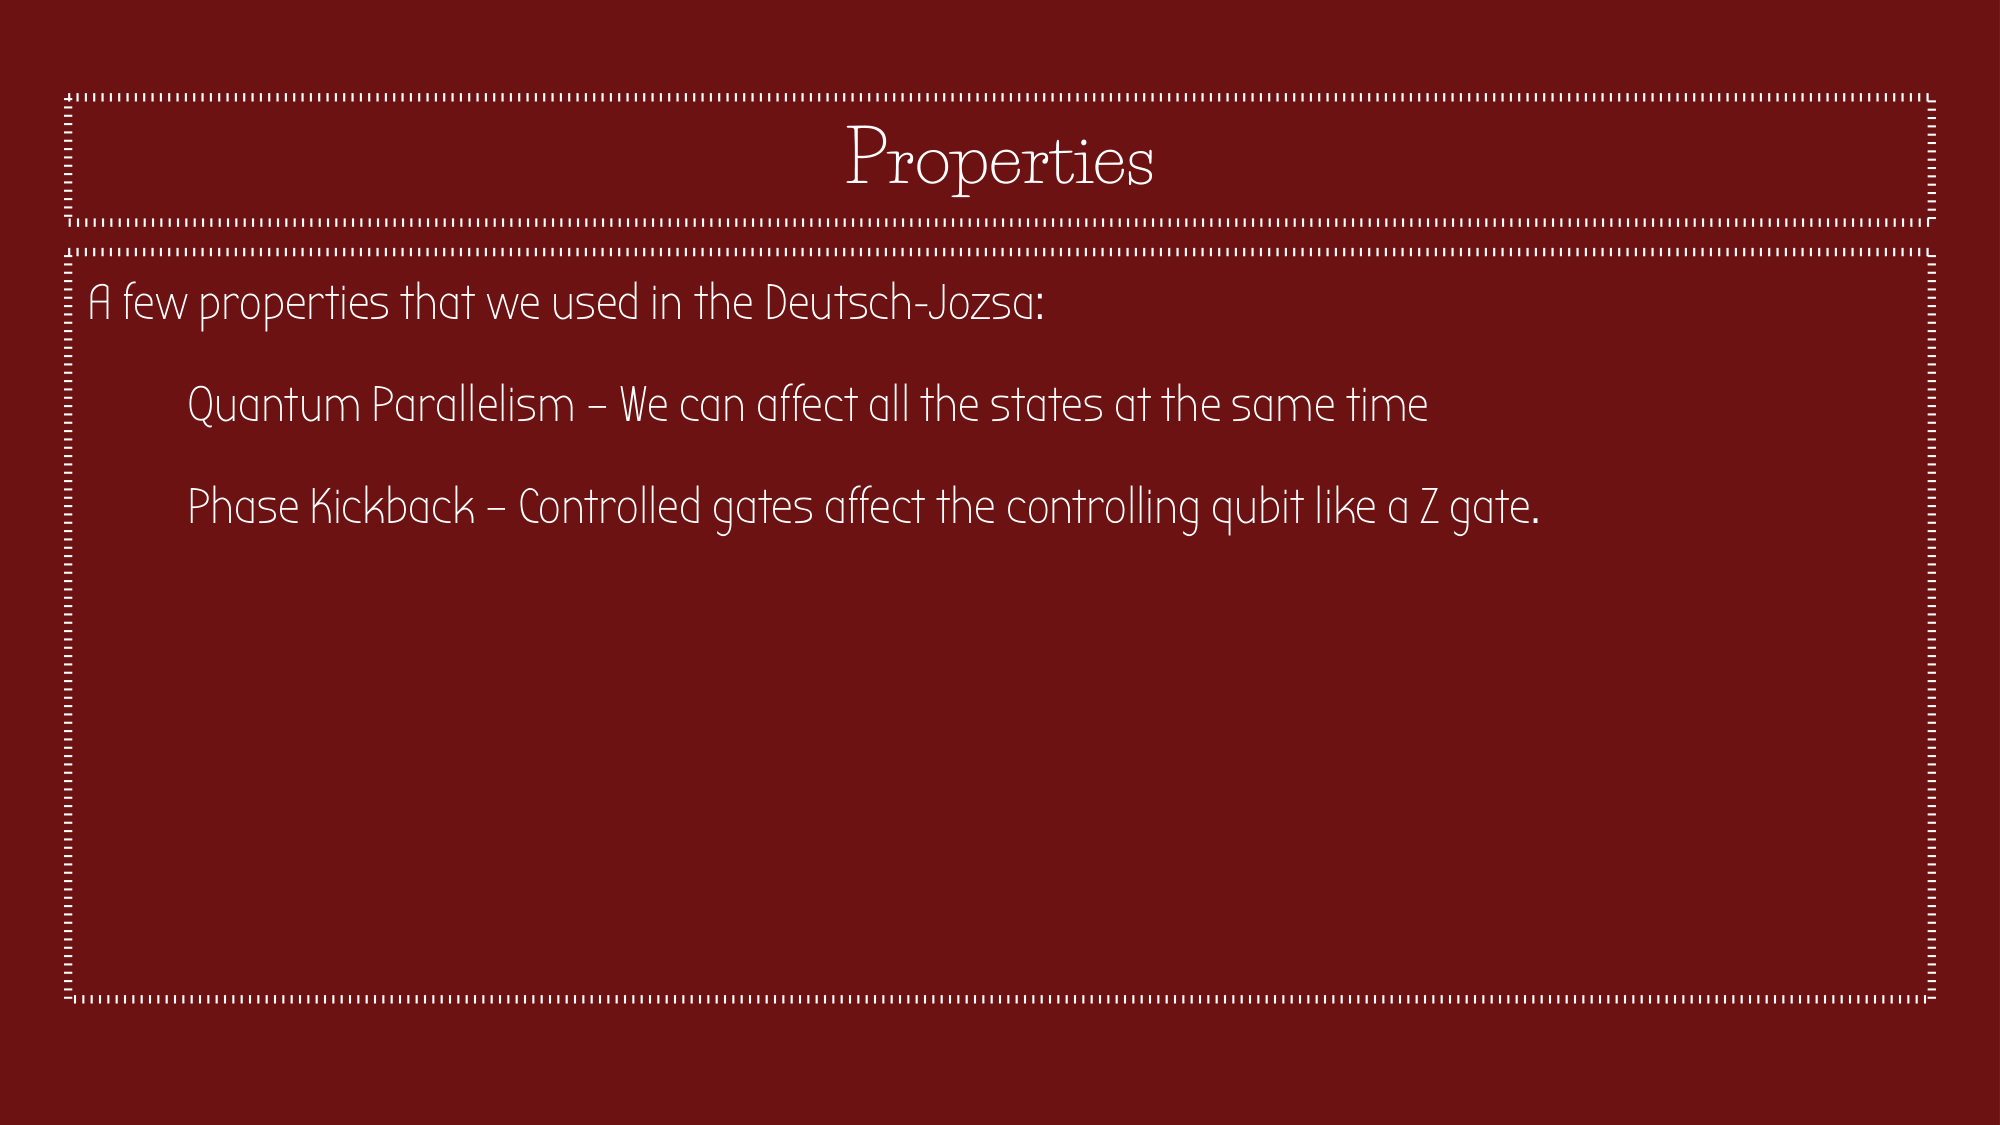 Properties
A few properties that we used in the Deutsch-Jozsa:
Quantum Parallelism – We can affect all the states at the same time
Phase Kickback – Controlled gates affect the controlling qubit like a Z gate.